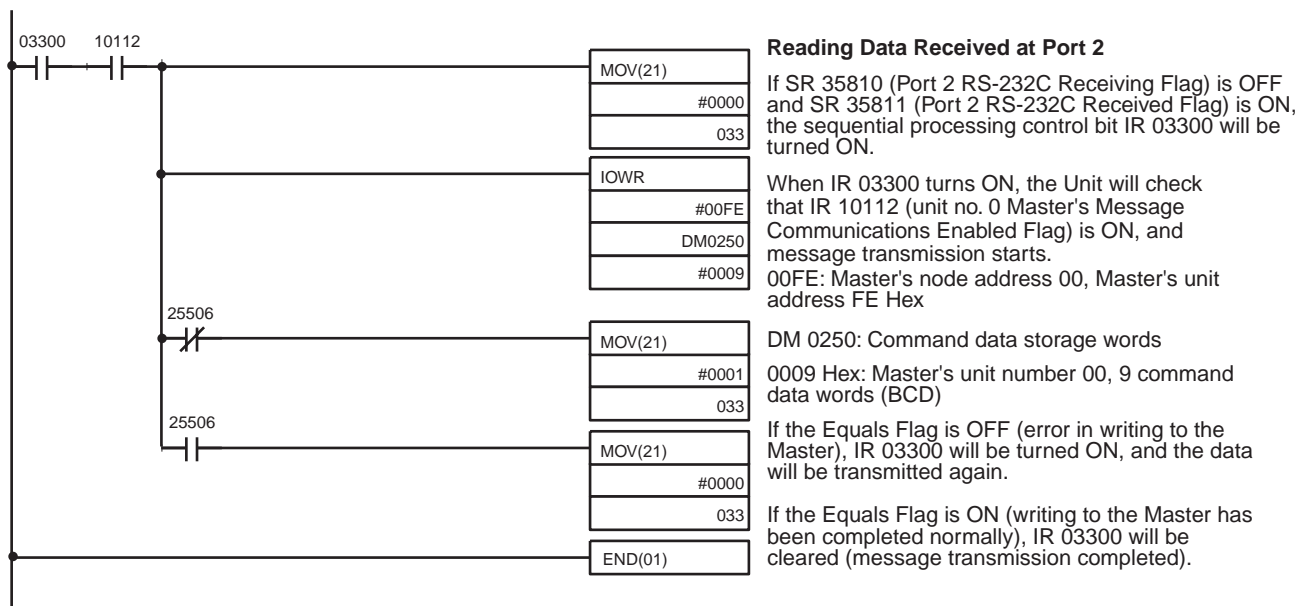 03300 10112
MOV(21)
#0000
033
IOWR
#00FE
DM0250
#0009
25506
MOV(21)
#0001
033
25506
MOV(21)
#0000
033
END(01)
Reading Data Received at Port 2
If SR 35810 (Port 2 RS-232C Receiving Flag) is OFF
and SR 35811 (Port 2 RS-232C Received Flag) is ON,
the sequential processing control bit IR 03300 will be
turned ON.
When IR 03300 turns ON, the Unit will check
that IR 10112 (unit no. 0 Master's Message
Communications Enabled Flag) is ON, and
message transmission starts.
00FE: Master's node address 00, Master's unit
address FE Hex
DM 0250: Command data storage words
0009 Hex: Master's unit number 00, 9 command
data words (BCD)
If the Equals Flag is OFF (error in writing to the
Master), IR 03300 will be turned ON, and the data
will be transmitted again.
If the Equals Flag is ON (writing to the Master has
been completed normally), IR 03300 will be
cleared (message transmission completed).